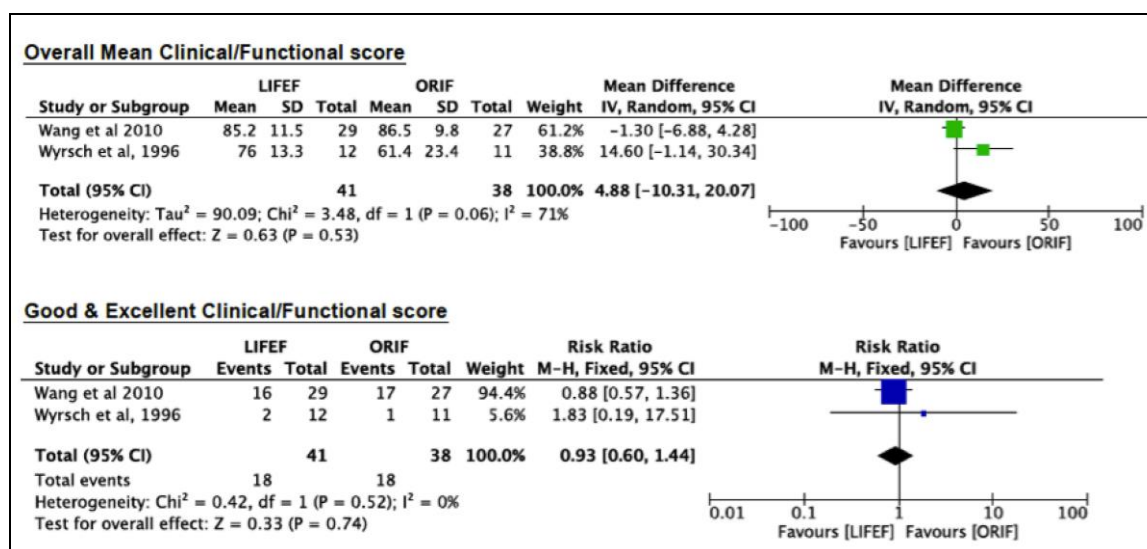 Overall Mean Clinical/Functional score
LIFEF ORIF Mean Difference Mean Difference
Study or Subgroup Mean SD Total Mean SD Total Weight IV, Random, 95% CI IV, Random, 95% CI
Wang et al 2010 85.2 11.5 29 86.5 9.8 27 61.2% -1.30 [-6.88, 4.28]
Wyrsch et al, 1996 76 13.3 12 61.4 23.4 11 38.8% 14.60 [-1.14, 30.34]
Total (95% CI) 41 38 100.0% 4.88 [-10.31, 20.07]
Heterogeneity: Tau² = 90.09; Chi² = 3.48, df = 1 (P = 0.06); I² = 71%
Test for overall effect: Z = 0.63 (P = 0.53)
-100 -50 0 50 100
Favours [LIFEF] Favours [ORIF]
Good & Excellent Clinical/Functional score
LIFEF ORIF Risk Ratio Risk Ratio
Study or Subgroup Events Total Events Total Weight M-H, Fixed, 95% CI M-H, Fixed, 95% CI
Wang et al 2010 16 29 17 27 94.4% 0.88 [0.57, 1.36]
Wyrsch et al, 1996 2 12 1 11 5.6% 1.83 [0.19, 17.51]
Total (95% CI) 41 38 100.0% 0.93 [0.60, 1.44]
Total events 18 18
Heterogeneity: Chi² = 0.42, df = 1 (P = 0.52); I² = 0%
Test for overall effect: Z = 0.33 (P = 0.74)
0.01 0.1 1 10 100
Favours [LIFEF] Favours [ORIF]